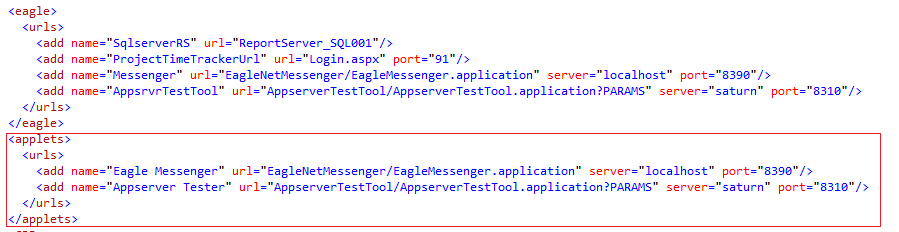 <eagle>
<urls>
<add name="SqlserverRS" url="ReportServer_SQL001"/>
<add name="ProjectTimeTrackerUrl" url="Login.aspx" port="91"/>
<add name="Messenger" url="EagleNetMessenger/EagleMessenger.application" server="localhost" port="8390"/>
<add name="AppsrvrTestTool" url="AppserverTestTool/AppserverTestTool.application?PARAMS" server="saturn" port="8310"/>
</urls>
</eagle>
<applets>
<urls>
<add name="Eagle Messenger" url="EagleNetMessenger/EagleMessenger.application" server="localhost" port="8390"/>
<add name="Appserver Tester" url="AppserverTestTool/AppserverTestTool.application?PARAMS" server="saturn" port="8310"/>
</urls>
</applets>